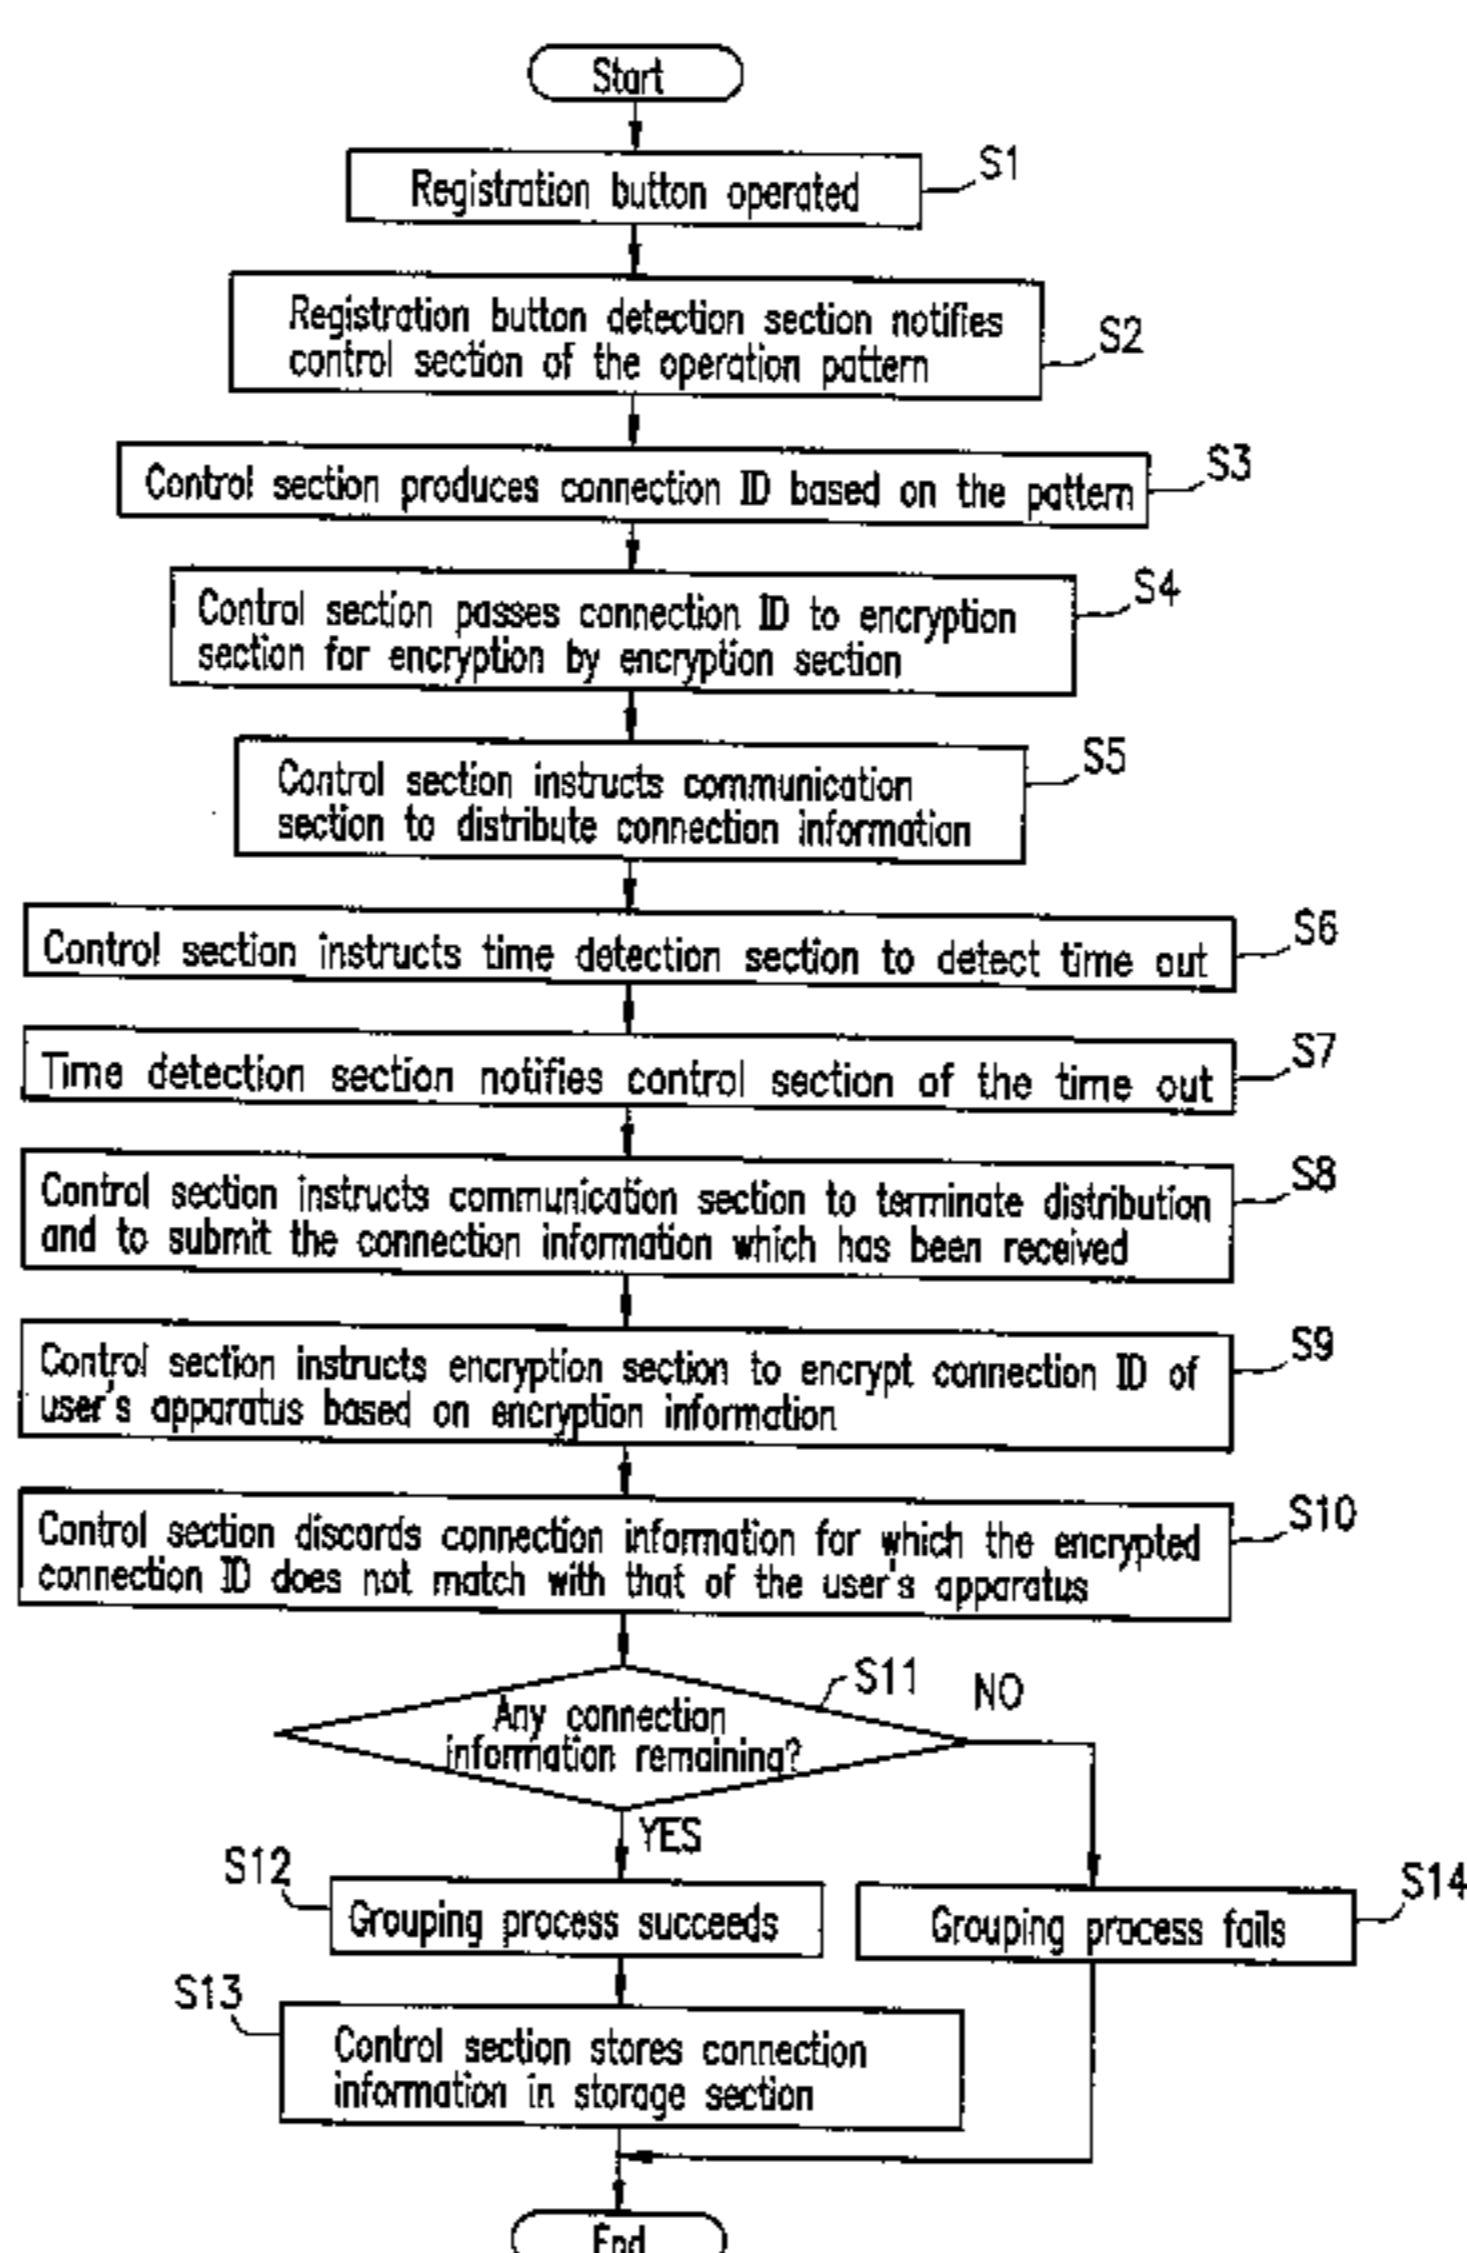 Start
Registration button operated
S1
Registration button detection section notifies
control section of the operation pattern
S2
Control section produces connection ID based on the pattern
S3
Control section passes connection ID to encryption
section for encryption by encryption section
S4
Control section instructs communication
section to distribute connection information
S5
Control section instructs time detection section to detect time out
S6
Time detection section notifies control section of the time out
S7
Control section instructs communication section to terminate distribution
and to submit the connection information which has been received
S8
Control section instructs encryption section to encrypt connection ID of
user's apparatus based on encryption information
S9
Control section discards connection information for which the encrypted
connection ID does not match with that of the user's apparatus
S10
Any connection
information remaining?
S11
NO
YES
S12
Grouping process succeeds
Grouping process fails
S14
S13
Control section stores connection
information in storage section
End